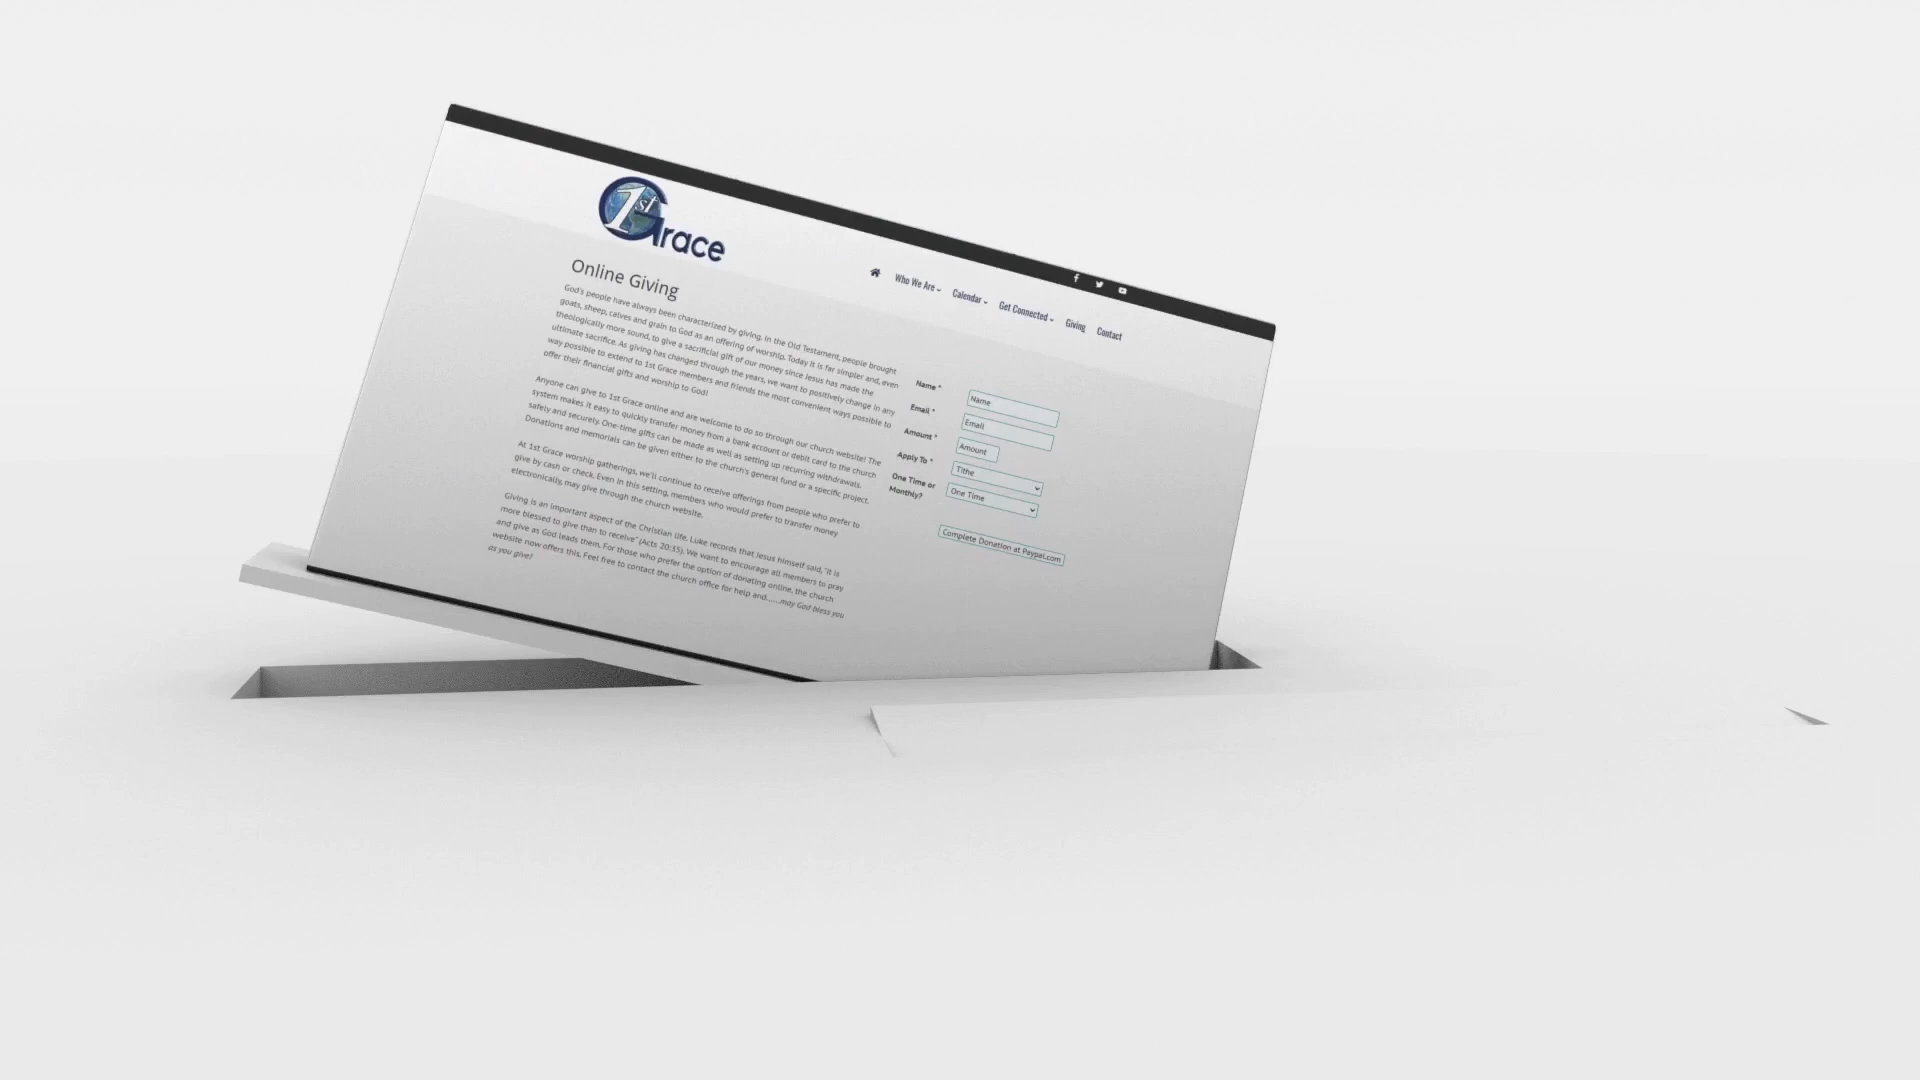 1st Grace
Who We Are
Calendar
Get Connected
Giving
Contact
Online Giving
God's people have always been characterized by giving. In the Old Testament, people brought
goats, sheep, calves and grain to God as an offering of worship. Today it is far simpler and, even
theologically more sound, to give a sacrificial gift of our money since Jesus has made the
ultimate sacrifice. As giving has changed through the years, we want to positively change in any
way possible to extend to 1st Grace members and friends the most convenient ways possible to
offer their financial gifts and worship to God!
Anyone can give to 1st Grace online and are welcome to do so through our church website! The
system makes it easy to quickly transfer money from a bank account or debit card to the church
safely and securely. One-time gifts can be made as well as setting up recurring withdrawals.
Donations and memorials can be given either to the church's general fund or a specific project.
At 1st Grace worship gatherings, we'll continue to receive offerings from people who prefer to
give by cash or check. Even in this setting, members who would prefer to transfer money
electronically, may give through the church website.
Giving is an important aspect of the Christian life. Luke records that Jesus himself said, "it is
more blessed to give than to receive" (Acts 20:35). We want to encourage all members to pray
and give as God leads them. For those who prefer the option of donating online, the church
website now offers this. Feel free to contact the church office for help and......may God bless you
as you give!
Name * Name
Email * Email
Amount * Amount
Apply To * Tithe
One Time or
Monthly? One Time
Complete Donation at Paypal.com